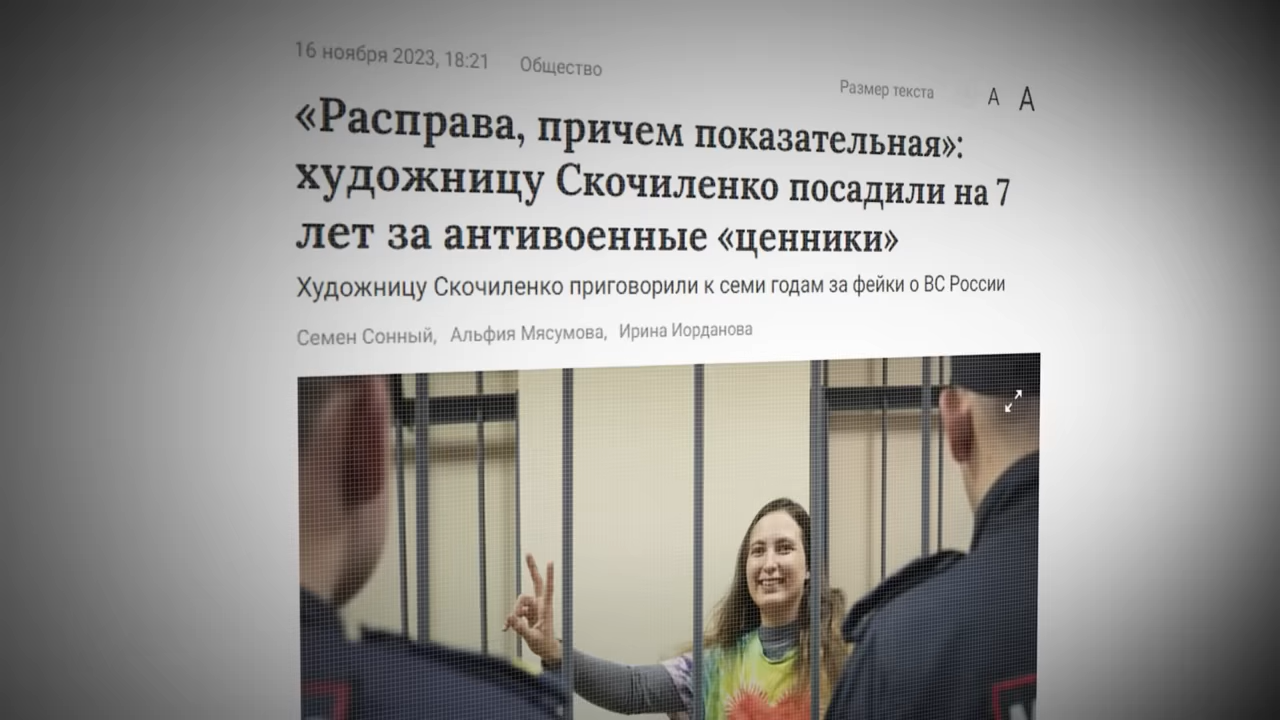 16 ноября 2023, 18:21 Общество
Размер текста А А
«Расправа, причем показательная»:
художницу Скочиленко посадили на 7
лет за антивоенные «ценники»
Художницу Скочиленко приговорили к семи годам за фейки о ВС России
Семен Сонный, Альфия Мясумова, Ирина Иорданова